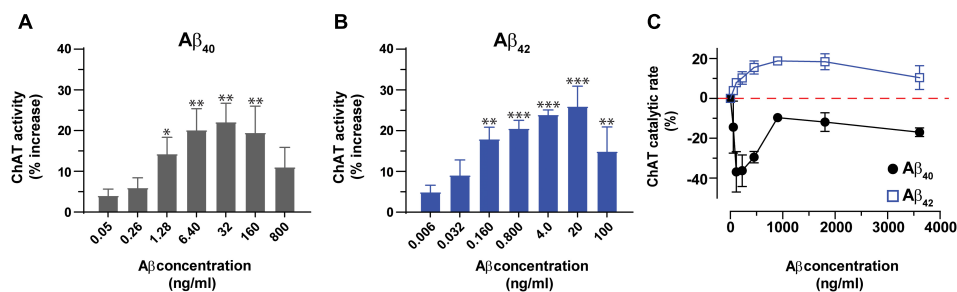 A
Aβ40
ChAT activity
(% increase)
40
30
20
10
0
*
**
**
**
0.05
0.26
1.28
6.40
32
160
800
Aβconcentration
(ng/ml)
B
Aβ42
ChAT activity
(% increase)
40
30
20
10
0
**
***
***
***
**
0.006
0.032
0.160
0.800
4.0
20
100
Aβconcentration
(ng/ml)
C
ChAT catalytic rate
(%)
20
0
-20
-40
Aβ40
Aβ42
0
1000
2000
3000
4000
Aβconcentration
(ng/ml)